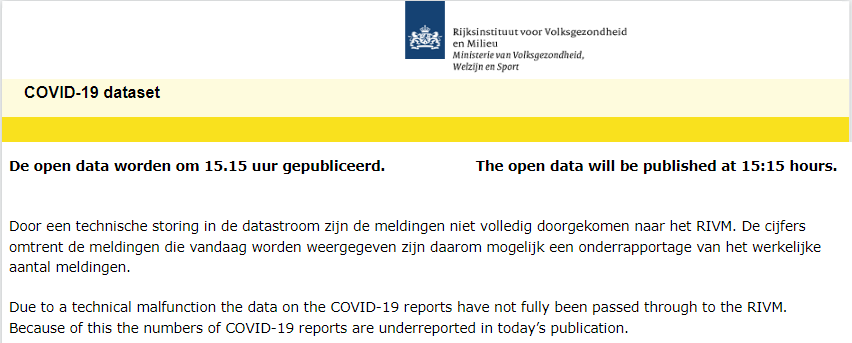 Rijksinstituut voor Volksgezondheid
en Milieu
Ministerie van Volksgezondheid,
Welzijn en Sport
COVID-19 dataset
De open data worden om 15.15 uur gepubliceerd. The open data will be published at 15:15 hours.
Door een technische storing in de datastroom zijn de meldingen niet volledig doorgekomen naar het RIVM. De cijfers
omtrent de meldingen die vandaag worden weergegeven zijn daarom mogelijk een onderrapportage van het werkelijke
aantal meldingen.
Due to a technical malfunction the data on the COVID-19 reports have not fully been passed through to the RIVM.
Because of this the numbers of COVID-19 reports are underreported in today’s publication.